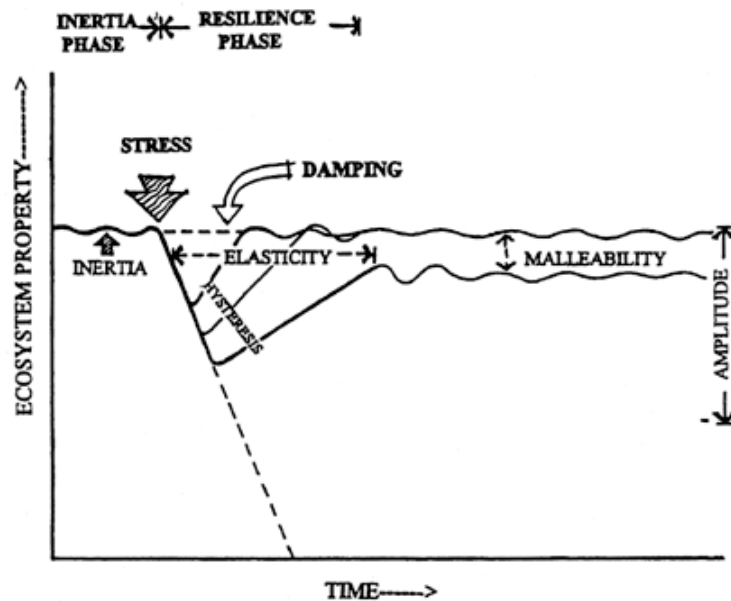 INERTIA PHASE
RESILIENCE PHASE
STRESS
DAMPING
INERTIA
ELASTICITY
HYSTERESIS
MALLEABILITY
AMPLITUDE
ECOSYSTEM PROPERTY------->
TIME----->